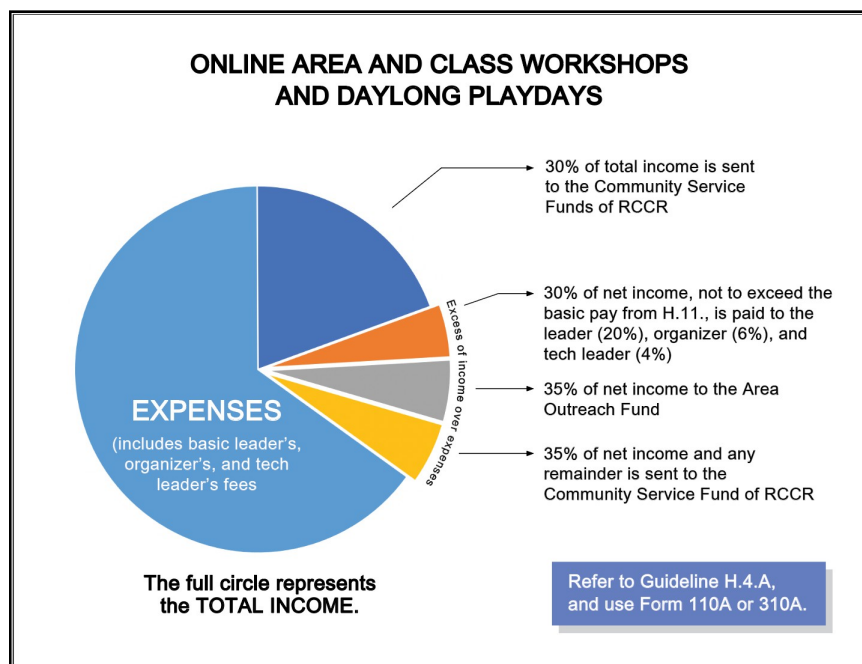 ONLINE AREA AND CLASS WORKSHOPS
AND DAYLONG PLAYDAYS
30% of total income is sent
to the Community Service
Funds of RCCR
30% of net income, not to exceed the
basic pay from H.11., is paid to the
leader (20%), organizer (6%), and
tech leader (4%)
Excess of income over expenses
35% of net income to the Area
Outreach Fund
35% of net income and any
remainder is sent to the
Community Service Fund of RCCR
EXPENSES
(includes basic leader’s,
organizer’s, and tech
leader’s fees
The full circle represents
the TOTAL INCOME.
Refer to Guideline H.4.A,
and use Form 110A or 310A.